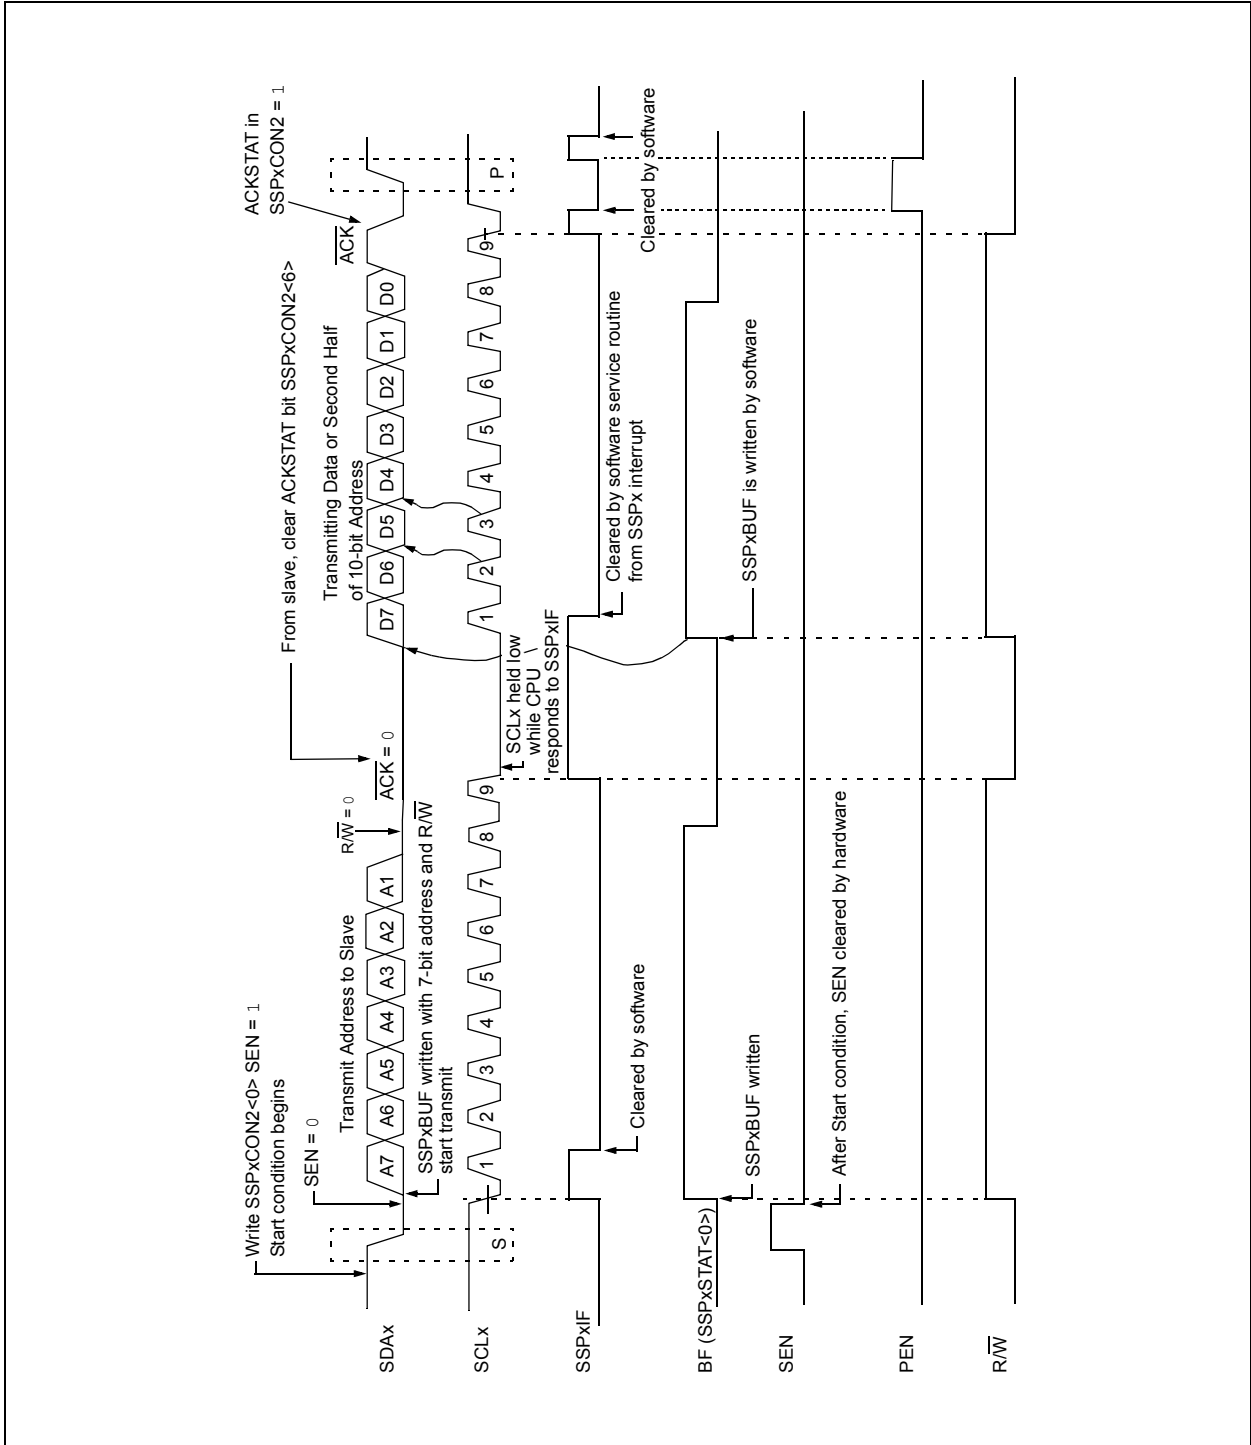 Write SSPxCON2<0> SEN = 1
Start condition begins
SEN = 0
Transmit Address to Slave
R/W = 0
From slave, clear ACKSTAT bit SSPxCON2<6>
ACK = 0
Transmitting Data or Second Half
of 10-bit Address
ACKSTAT in
SSPxCON2 = 1
ACK
SDAx
A7 A6 A5 A4 A3 A2 A1
D7 D6 D5 D4 D3 D2 D1 D0
SSPxBUF written with 7-bit address and R/W
start transmit
SCLx
S
1 2 3 4 5 6 7 8 9
1 2 3 4 5 6 7 8 9
P
SCLx held low
while CPU
responds to SSPxIF
SSPxIF
Cleared by software
Cleared by software service routine
from SSPx interrupt
Cleared by software
Cleared by software
BF (SSPxSTAT<0>)
SSPxBUF written
SSPxBUF is written by software
SEN
After Start condition, SEN cleared by hardware
PEN
R/W